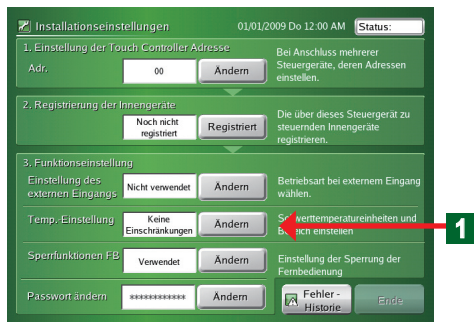 Installationseinstellungen 01/01/2009 Do 12:00 AM Status:
1. Einstellung der Touch Controller Adresse
Adr. 00 Ändern
Bei Anschluss mehrerer
Steuergeräte, deren Adressen
einstellen.
2. Registrierung der Innengeräte
Noch nicht
registriert
Registriert
Die über dieses Steuergerät zu
steuernden Innengeräte
registrieren.
3. Funktionseinstellung
Einstellung des
externen Eingangs
Nicht verwendet
Ändern
Betriebsart bei externem Eingang
wählen.
Temp.-Einstellung
Keine
Einschränkungen
Ändern
werttemperatureinheiten und
einstellen
1
Sperrfunktionen FB
Verwendet
Ändern
Einstellung der Sperrung der
Fernbedienung
Passwort ändern
************
Ändern
Fehler -
Historie
Ende